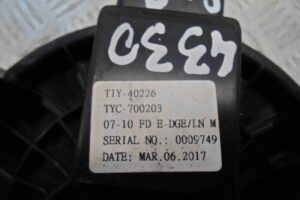 4330
TIY-40226
TYC-700203
07-10 FD E-DGE/LN M
SERIAL NO.: 0009749
DATE: MAR,06,2017